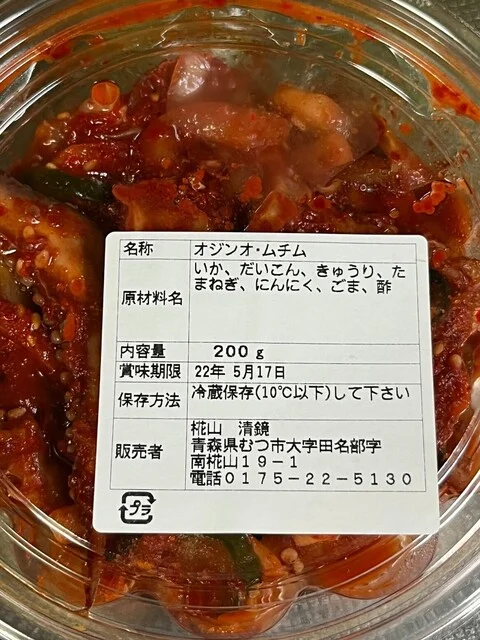 名称 オジンオ・ムチム
原材料名 いか、だいこん、きゅうり、た
まねぎ、にんにく、ごま、酢
内容量 200g
賞味期限 22年 5月17日
保存方法 冷蔵保存(10℃以下)して下さい
販売者 椛山 清鏡
青森県むつ市大字田名部字
南椛山19-1
電話0175-22-5130
プラ